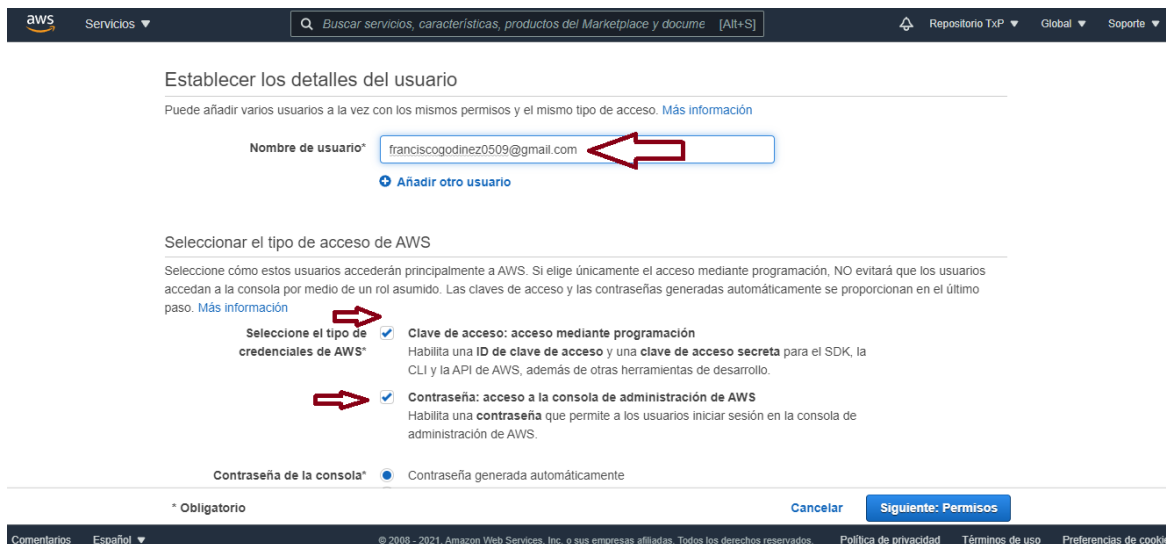 aws Servicios ▼ Buscar servicios, características, productos del Marketplace y docume [Alt+S] Repositorio TxP ▼ Global ▼ Soporte ▼
Establecer los detalles del usuario
Puede añadir varios usuarios a la vez con los mismos permisos y el mismo tipo de acceso. Más información
Nombre de usuario* franciscogodinez0509@gmail.com
Añadir otro usuario
Seleccionar el tipo de acceso de AWS
Seleccione cómo estos usuarios accederán principalmente a AWS. Si elige únicamente el acceso mediante programación, NO evitará que los usuarios
accedan a la consola por medio de un rol asumido. Las claves de acceso y las contraseñas generadas automáticamente se proporcionan en el último
paso. Más información
Seleccione el tipo de Clave de acceso: acceso mediante programación
credenciales de AWS* Habilita una ID de clave de acceso y una clave de acceso secreta para el SDK, la
CLI y la API de AWS, además de otras herramientas de desarrollo.
Contraseña: acceso a la consola de administración de AWS
Habilita una contraseña que permite a los usuarios iniciar sesión en la consola de
administración de AWS.
Contraseña de la consola* Contraseña generada automáticamente
* Obligatorio Cancelar Siguiente: Permisos
Comentarios Español ▼ © 2008 - 2021, Amazon Web Services, Inc. o sus empresas afiliadas. Todos los derechos reservados. Política de privacidad Términos de uso Preferencias de cookie